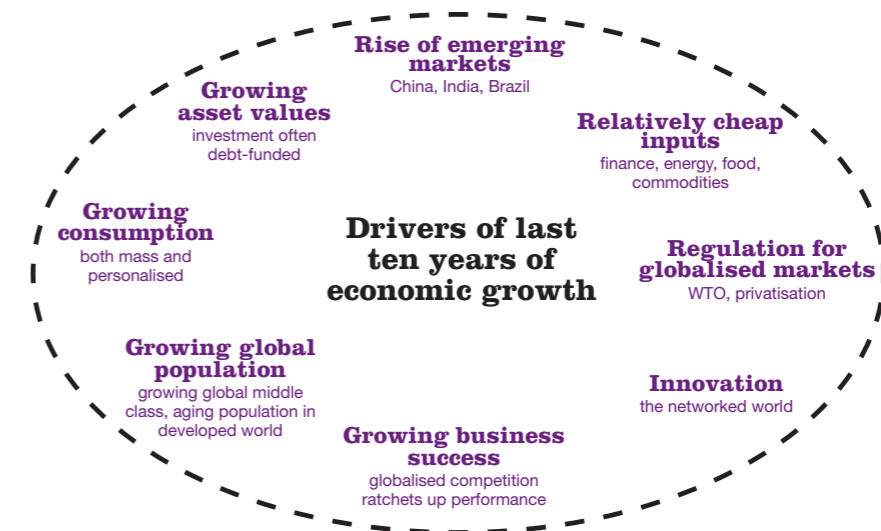 Rise of emerging
markets
China, India, Brazil
Relatively cheap
inputs
finance, energy, food,
commodities
Regulation for
globalised markets
WTO, privatisation
Innovation
the networked world
Growing business
success
globalised competition
ratchets up performance
Growing global
population
growing global middle
class, aging population in
developed world
Growing
consumption
both mass and
personalised
Growing
asset values
investment often
debt-funded
Drivers of last
ten years of
economic growth